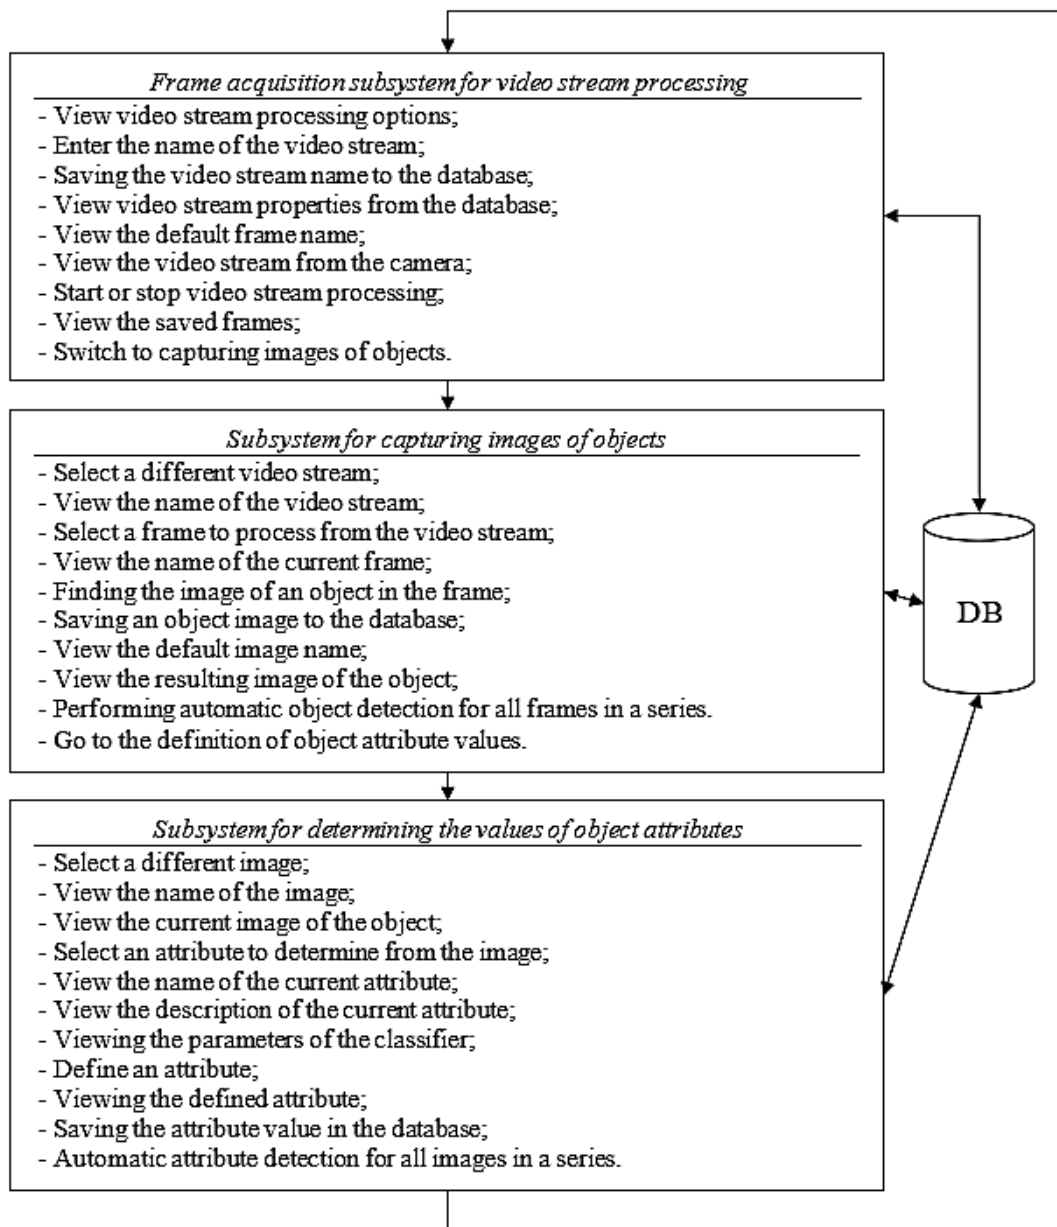 Frame acquisition subsystem for video stream processing
- View video stream processing options;
- Enter the name of the video stream;
- Saving the video stream name to the database;
- View video stream properties from the database;
- View the default frame name;
- View the video stream from the camera;
- Start or stop video stream processing;
- View the saved frames;
- Switch to capturing images of objects.
Subsystem for capturing images of objects
- Select a different video stream;
- View the name of the video stream;
- Select a frame to process from the video stream;
- View the name of the current frame;
- Finding the image of an object in the frame;
- Saving an object image to the database;
- View the default image name;
- View the resulting image of the object;
- Performing automatic object detection for all frames in a series.
- Go to the definition of object attribute values.
DB
Subsystem for determining the values of object attributes
- Select a different image;
- View the name of the image;
- View the current image of the object;
- Select an attribute to determine from the image;
- View the name of the current attribute;
- View the description of the current attribute;
- Viewing the parameters of the classifier;
- Define an attribute;
- Viewing the defined attribute;
- Saving the attribute value in the database;
- Automatic attribute detection for all images in a series.